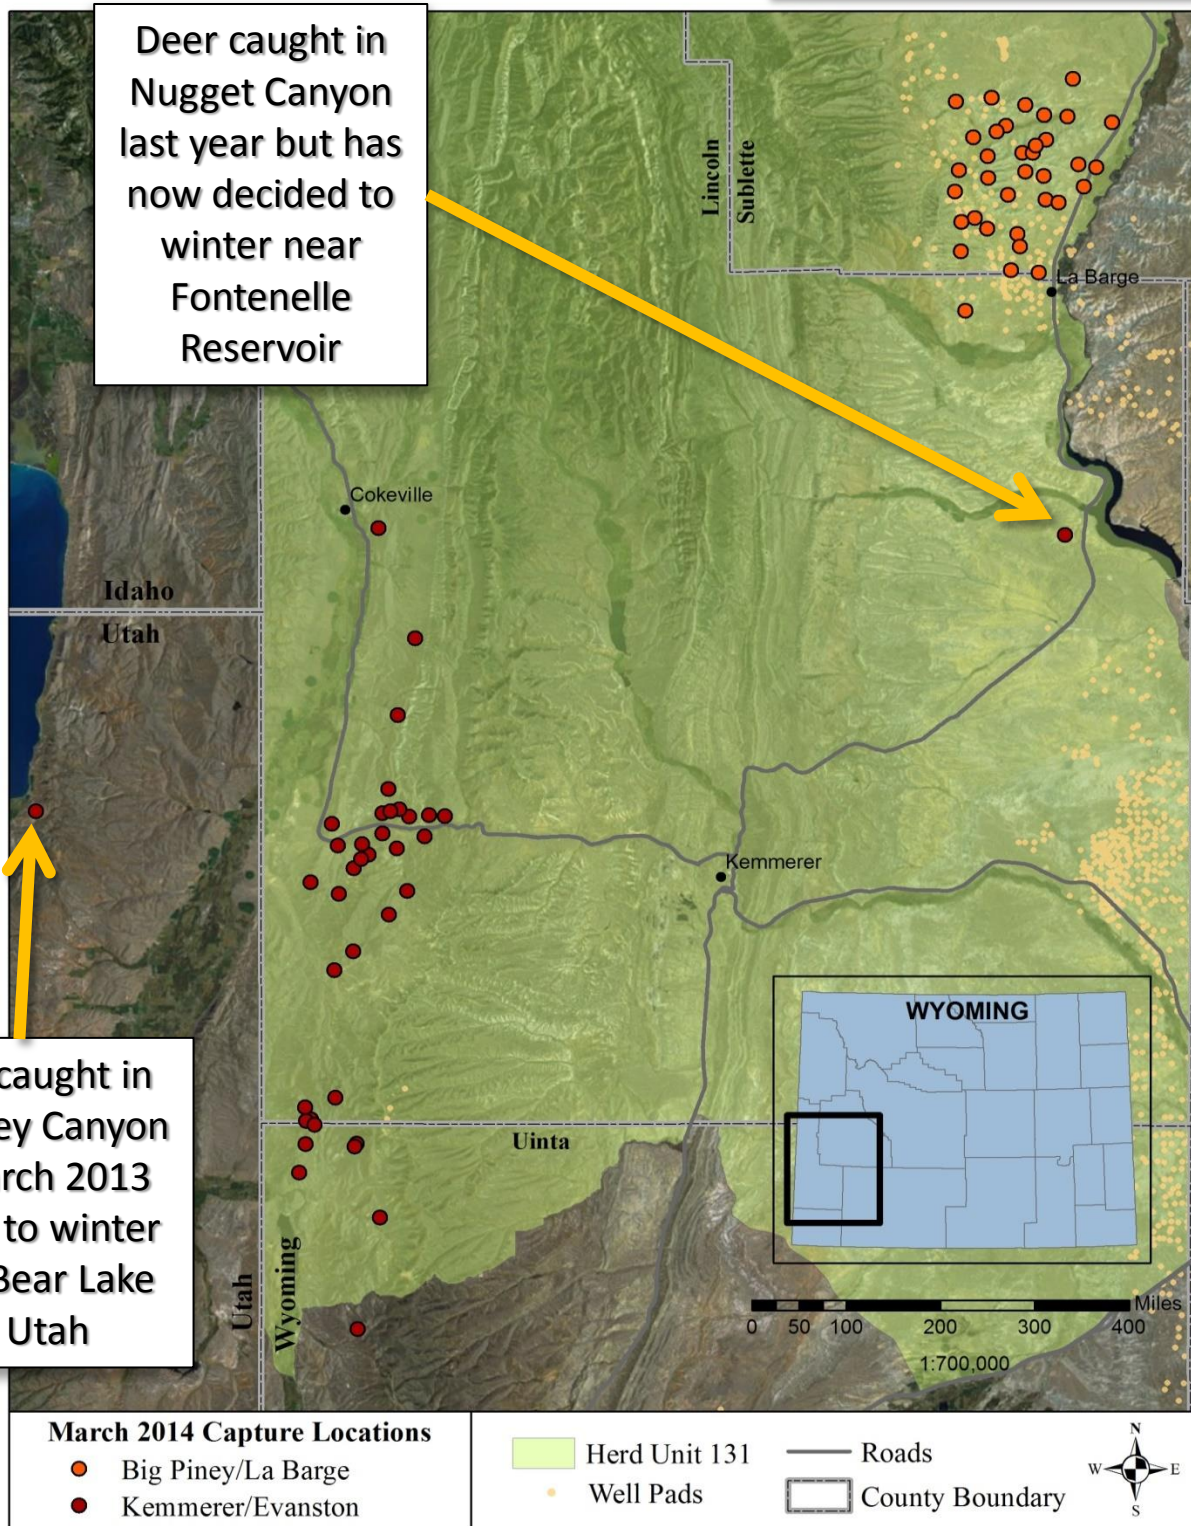 Deer caught in
Nugget Canyon
last year but has
now decided to
winter near
Fontenelle
Reservoir
Lincoln
Sublette
La Barge
Cokeville
Idaho
Utah
Kemmerer
caught in
ey Canyon
rch 2013
to winter
Bear Lake
Utah
Uinta
Utah
Wyoming
WYOMING
Miles
0 50 100 200 300 400
1:700,000
March 2014 Capture Locations
Big Piney/La Barge
Kemmerer/Evanston
Herd Unit 131
Well Pads
Roads
County Boundary
N
W E
S